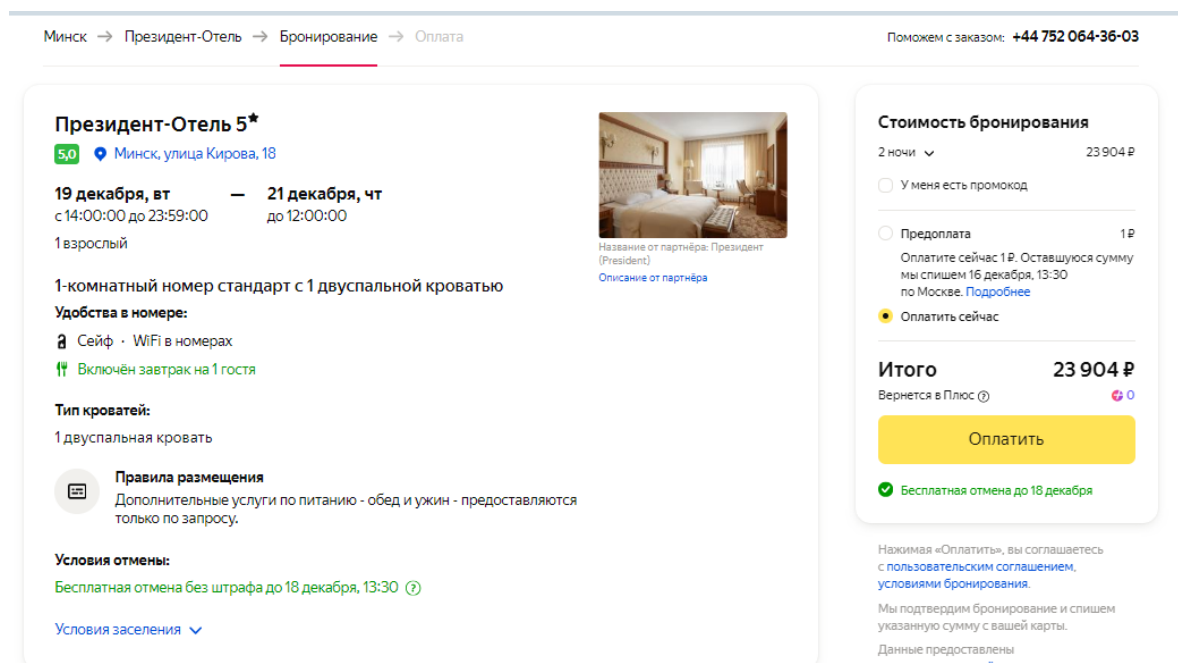 Минск → Президент-Отель → Бронирование → Оплата
Поможем с заказом: +44 752 064-36-03
Президент-Отель 5★
5,0 Минск, улица Кирова, 18
19 декабря, вт — 21 декабря, чт
с 14:00:00 до 23:59:00 до 12:00:00
1 взрослый
Название от партнёра: Президент
(President)
Описание от партнёра
1-комнатный номер стандарт с 1 двуспальной кроватью
Удобства в номере:
Сейф · WiFi в номерах
Включён завтрак на 1 гостя
Тип кроватей:
1 двуспальная кровать
Правила размещения
Дополнительные услуги по питанию - обед и ужин - предоставляются
только по запросу.
Условия отмены:
Бесплатная отмена без штрафа до 18 декабря, 13:30 ?
Условия заселения
Стоимость бронирования
2 ночи 23 904 ₽
У меня есть промокод
Предоплата 1 ₽
Оплатите сейчас 1 ₽. Оставшуюся сумму
мы спишем 16 декабря, 13:30
по Москве. Подробнее
Оплатить сейчас
Итого 23 904 ₽
Вернется в Плюс ? 0
Оплатить
Бесплатная отмена до 18 декабря
Нажимая «Оплатить», вы соглашаетесь
с пользовательским соглашением,
условиями бронирования.
Мы подтвердим бронирование и спишем
указанную сумму с вашей карты.
Данные предоставлены